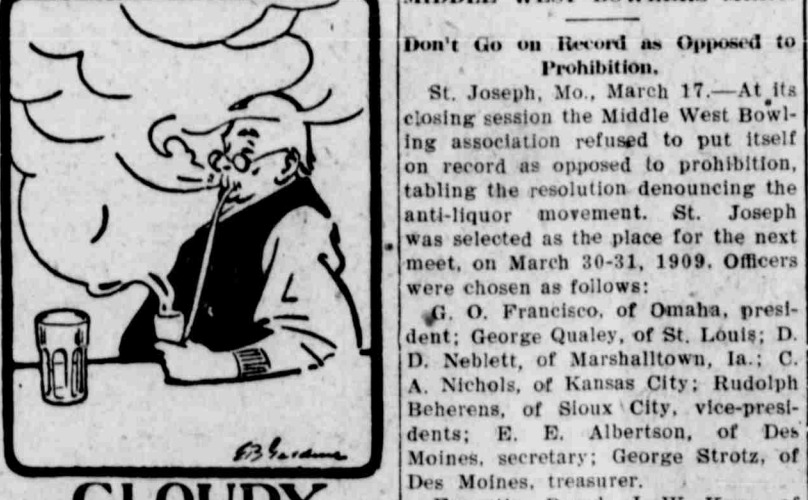 CLOUDY
MIDDLE WEST BOWLERS
Don't Go on Record as Opposed to
Prohibition.
St. Joseph, Mo., March 17.—At its
closing session the Middle West Bowl-
ing association refused to put itself
on record as opposed to prohibition,
tabling the resolution denouncing the
anti-liquor movement. St. Joseph
was selected as the place for the next
meet, on March 30-31, 1909. Officers
were chosen as follows:
G. O. Francisco, of Omaha, presi-
dent; George Qualey, of St. Louis; D.
D. Neblett, of Marshalltown, Ia.; C.
A. Nichols, of Kansas City; Rudolph
Beherens, of Sioux City, vice-presi-
dents; E. E. Albertson, of Des
Moines, secretary; George Strotz, of
Des Moines, treasurer.